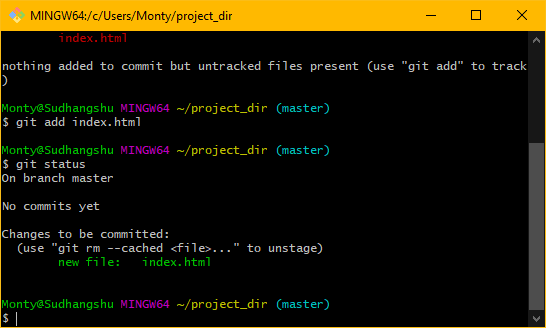 MINGW64:/c/Users/Monty/project_dir
index.html
nothing added to commit but untracked files present (use "git add" to track
)
Monty@Sudhangshu MINGW64 ~/project_dir (master)
$ git add index.html
Monty@Sudhangshu MINGW64 ~/project_dir (master)
$ git status
On branch master
No commits yet
Changes to be committed:
(use "git rm --cached <file>..." to unstage)
new file: index.html
Monty@Sudhangshu MINGW64 ~/project_dir (master)
$